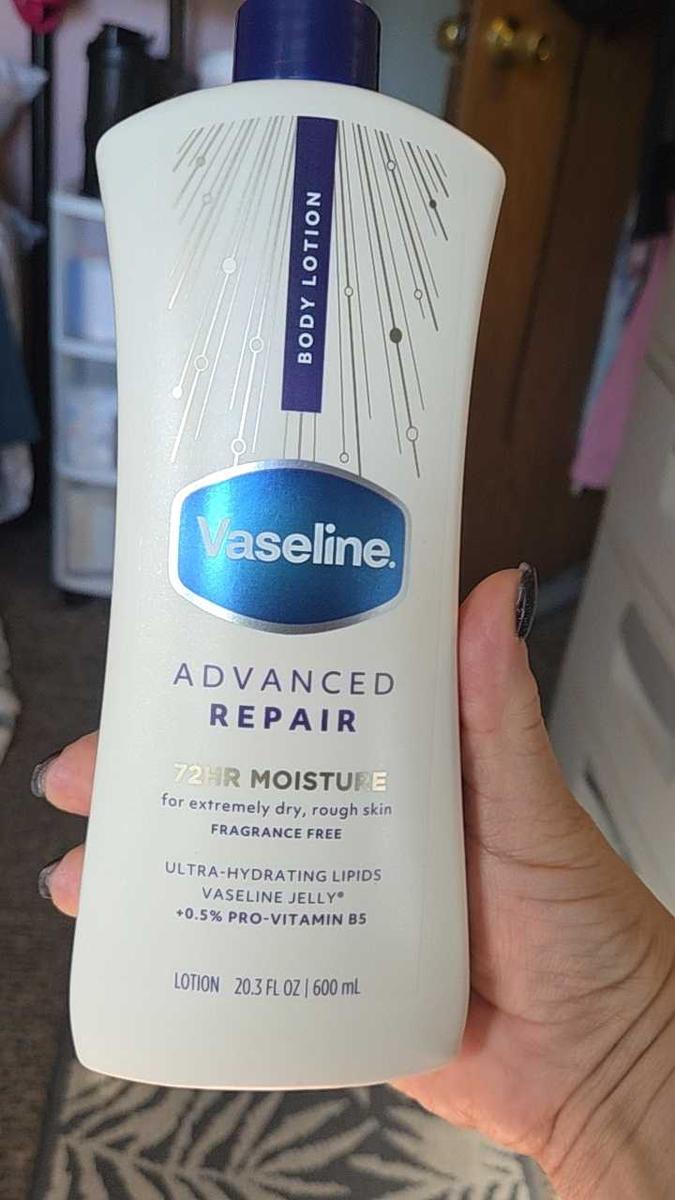 BODY LOTION
Vaseline.
ADVANCED
REPAIR
72HR MOISTURE
for extremely dry, rough skin
FRAGRANCE FREE
ULTRA-HYDRATING LIPIDS
VASELINE JELLY®
+0.5% PRO-VITAMIN B5
LOTION 20.3 FL OZ | 600 mL